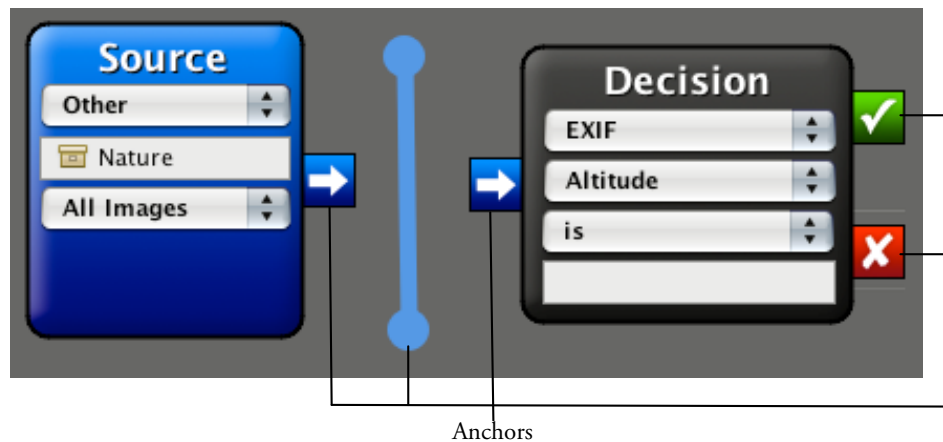 Source
Other
Nature
All Images
Decision
EXIF
Altitude
is
Anchors